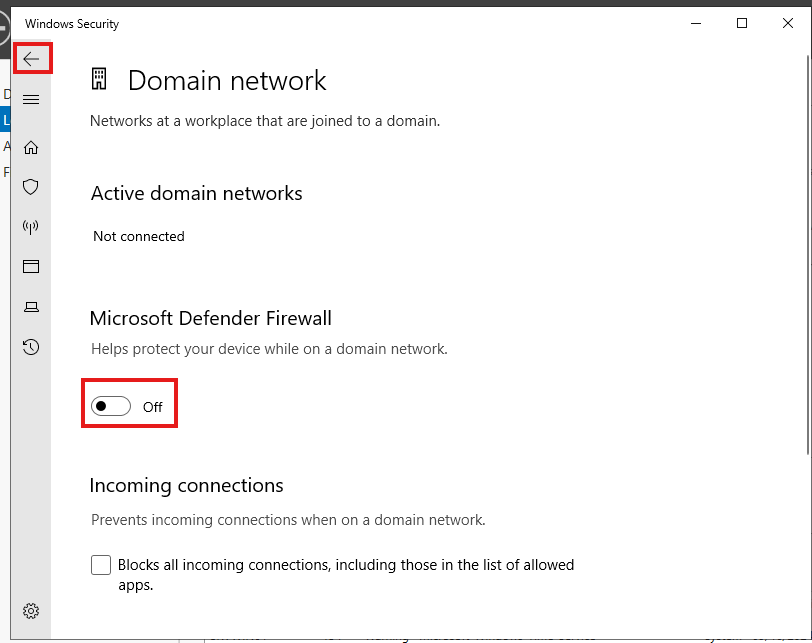 Windows Security
Domain network
Networks at a workplace that are joined to a domain.
Active domain networks
Not connected
Microsoft Defender Firewall
Helps protect your device while on a domain network.
Off
Incoming connections
Prevents incoming connections when on a domain network.
Blocks all incoming connections, including those in the list of allowed
apps.
D
L
A
F